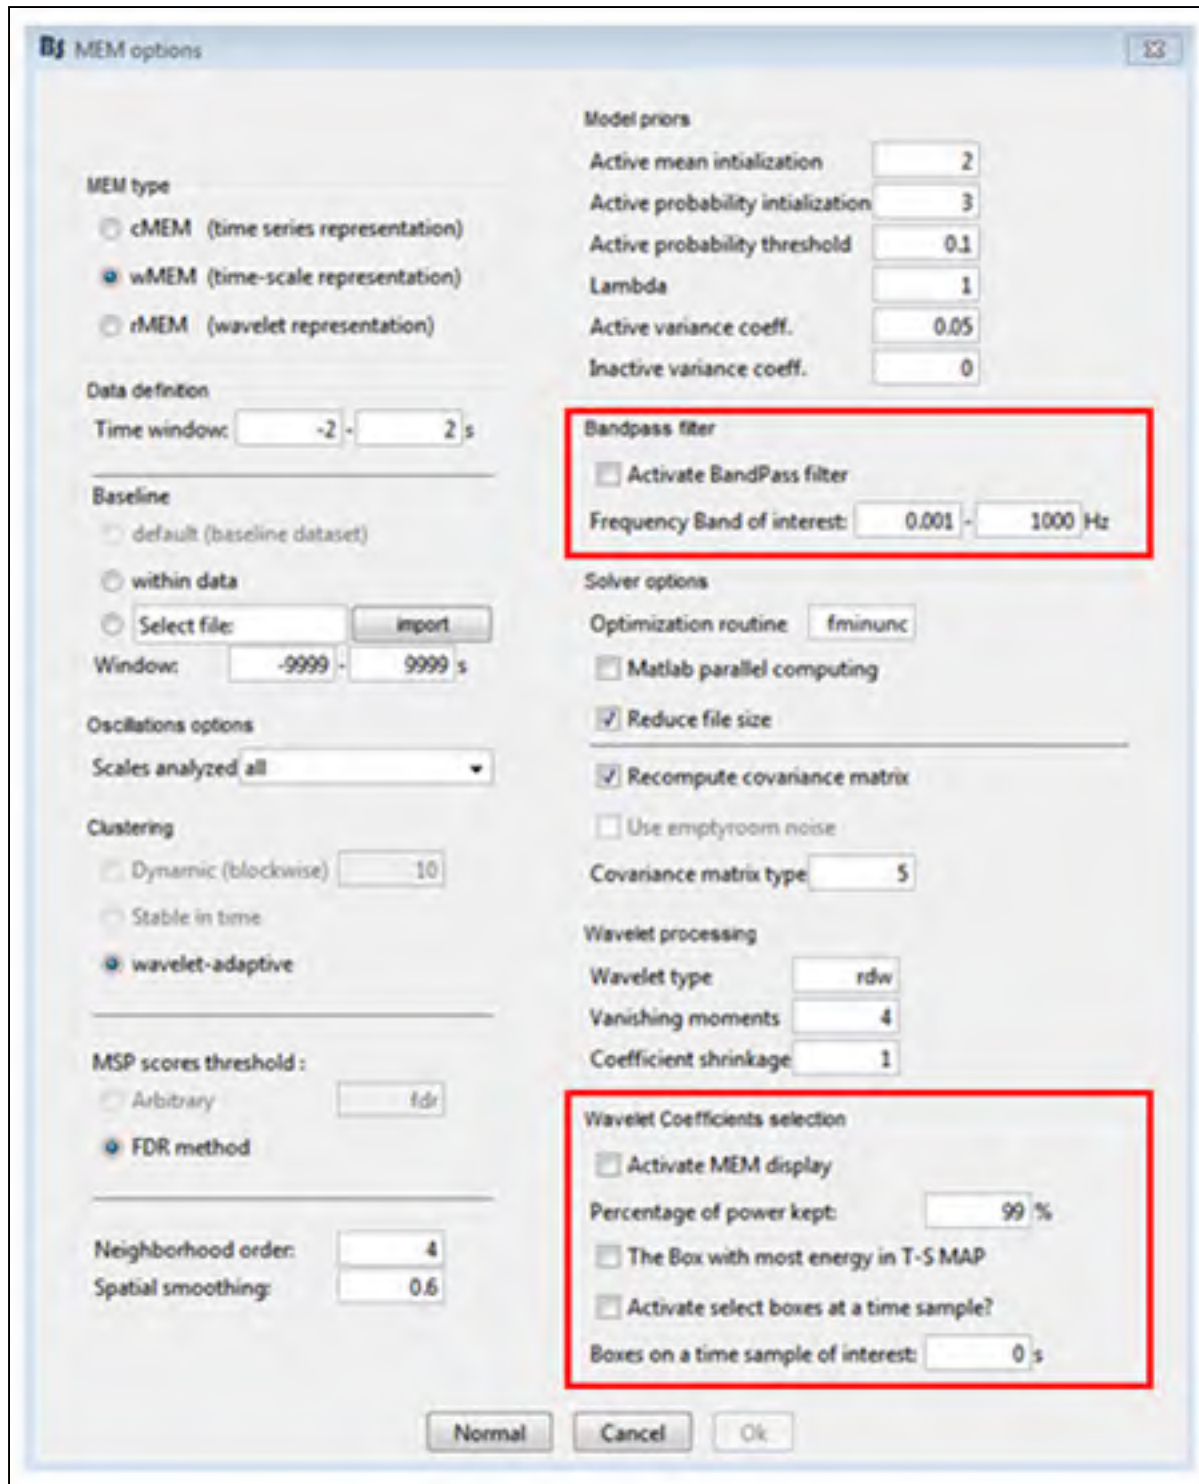 MEM options
MEM type
cMEM (time series representation)
wMEM (time-scale representation)
rMEM (wavelet representation)
Data definition
Time window: -2 - 2 s
Baseline
default (baseline dataset)
within data
Select file: import
Window: -9999 - 9999 s
Oscillations options
Scales analyzed all
Clustering
Dynamic (blockwise) 10
Stable in time
wavelet-adaptive
MSP scores threshold :
Arbitrary fdr
FDR method
Neighborhood order: 4
Spatial smoothing: 0.6
Model priors
Active mean intialization 2
Active probability intialization 3
Active probability threshold 0.1
Lambda 1
Active variance coeff. 0.05
Inactive variance coeff. 0
Bandpass filter
Activate BandPass filter
Frequency Band of interest: 0.001 - 1000 Hz
Solver options
Optimization routine fminunc
Matlab parallel computing
Reduce file size
Recompute covariance matrix
Use emptyroom noise
Covariance matrix type 5
Wavelet processing
Wavelet type rdw
Vanishing moments 4
Coefficient shrinkage 1
Wavelet Coefficients selection
Activate MEM display
Percentage of power kept: 99 %
The Box with most energy in T-S MAP
Activate select boxes at a time sample?
Boxes on a time sample of interest: 0 s
Normal Cancel Ok